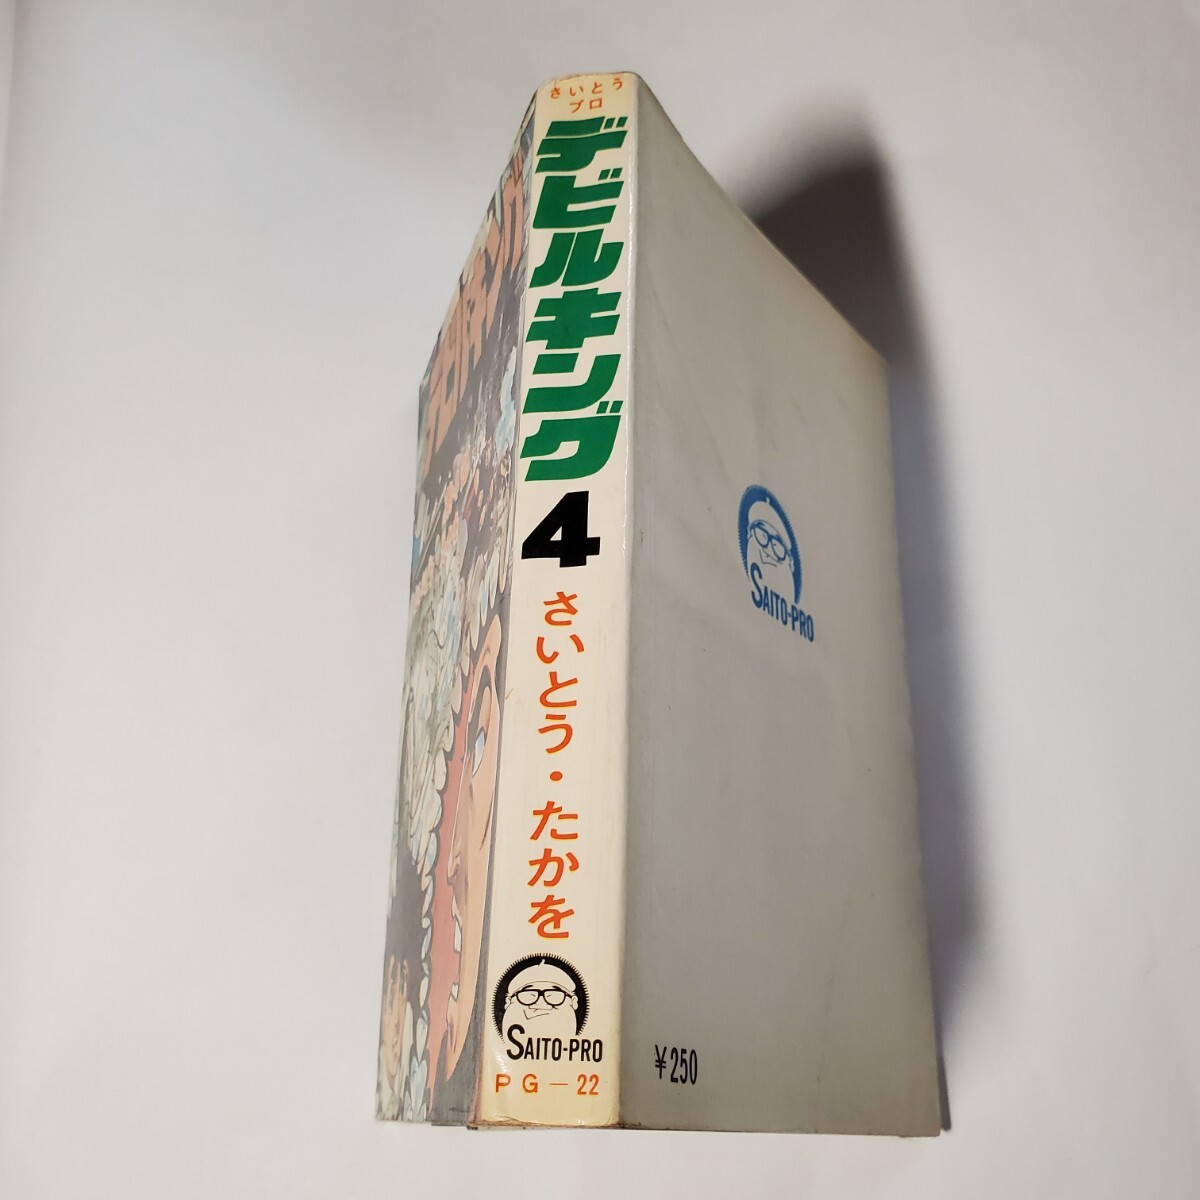 さいとう
プロ
デビルキング
4
さいとう・たかを
SAITO-PRO
PG-22
SAITO-PRO
¥250